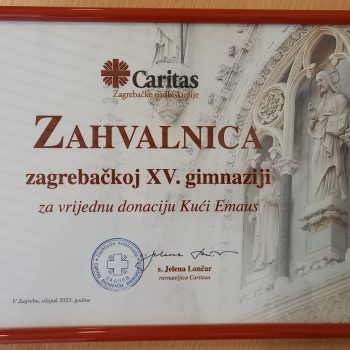 Caritas
Zagrebačke nadbiskupije
ZAHVALNICA
zagrebačkoj XV. gimnaziji
za vrijednu donaciju Kući Emaus
s. Jelena Lončar
ravnateljica Caritasa
U Zagrebu, ožujak 2023. godine